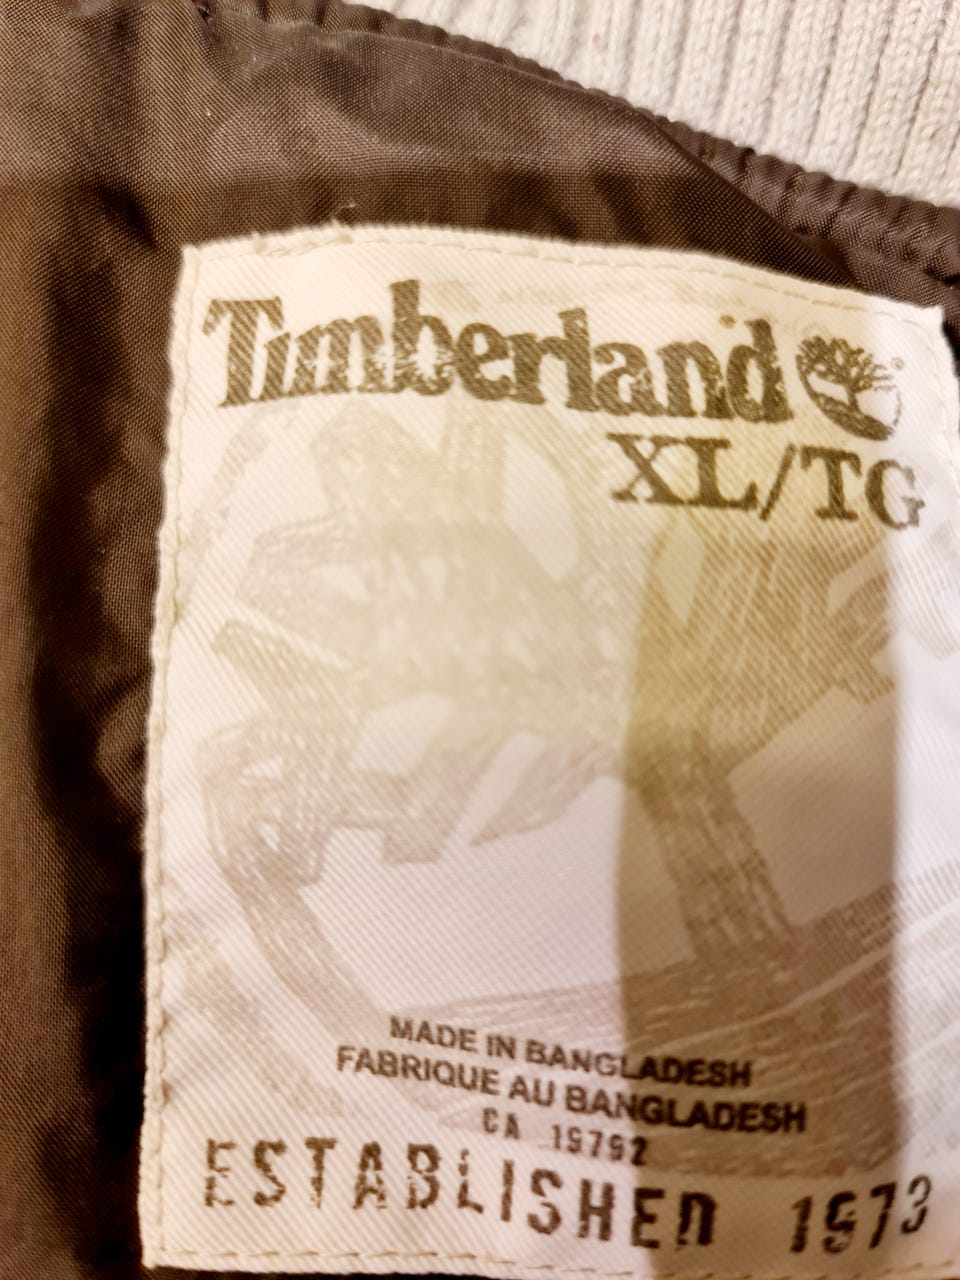 Timberland ®
XL/TG
MADE IN BANGLADESH
FABRIQUE AU BANGLADESH
CA 19792
ESTABLISHED 1973